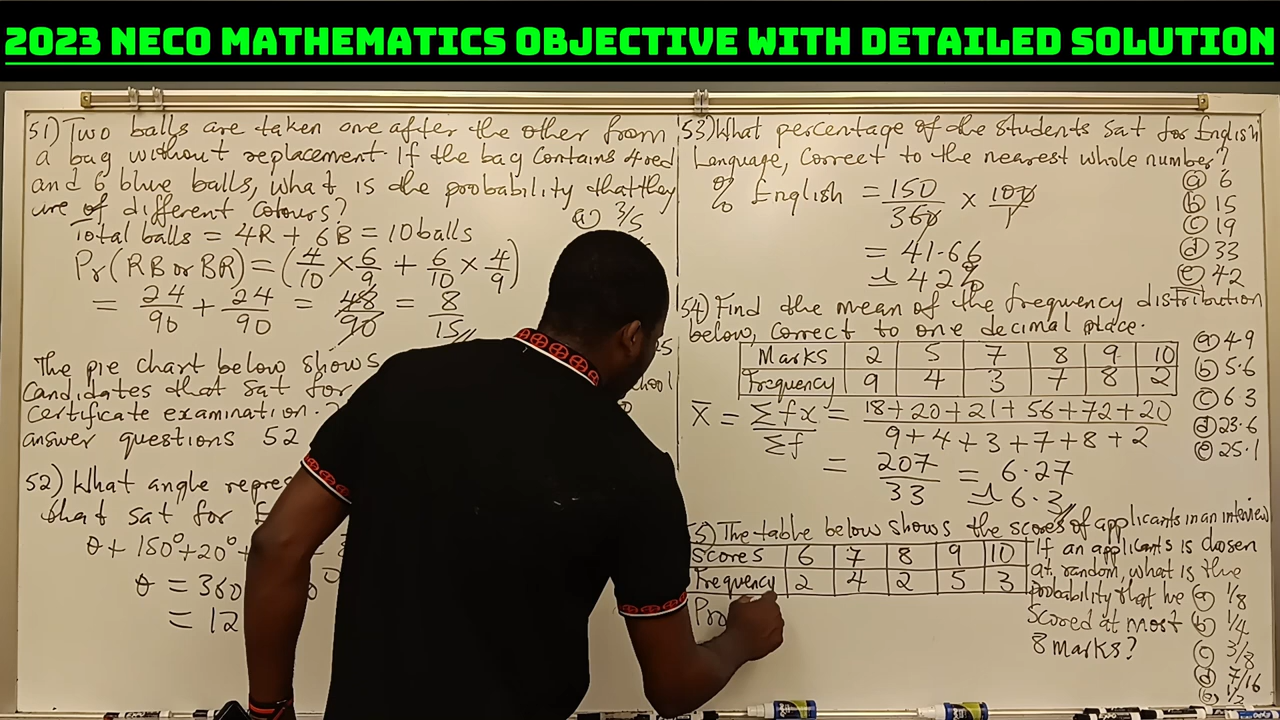 2023 NECO MATHEMATICS OBJECTIVE WITH DETAILED SOLUTION
51) Two balls are taken one after the other from
a bag without replacement. If the bag contains 4 red
and 6 blue balls, what is the probability that they
are of different colours?
(a) 3/5
Total balls = 4R + 6B = 10 balls
Pr(RB or BR) = (4/10 × 6/9 + 6/10 × 4/9)
= 24/90 + 24/90 = 48/90 = 8/15
The pie chart below shows
Candidates that sat for
certificate examination.
answer questions 52
52) What angle repres
that sat for
θ + 150° + 20° +
θ = 360
= 12
53) What percentage of the students sat for English
Language, correct to the nearest whole number?
% English = 150/360 × 100/1
= 41.66
≃ 42%
(a) 6
(b) 15
(c) 19
(d) 33
(e) 42
54) Find the mean of the frequency distribution
below, correct to one decimal place.
Marks 2 5 7 8 9 10
Frequency 9 4 3 7 8 2
x̄ = Σfx/Σf = 18+20+21+56+72+20/9+4+3+7+8+2
= 207/33 = 6.27
≃ 6.3
(a) 4.9
(b) 5.6
(c) 6.3
(d) 23.6
(e) 25.1
55) The table below shows the scores of applicants in an interview
Scores 6 7 8 9 10
Frequency 2 4 2 5 3
If an applicants is choosen
at random, what is the
probability that he
scored at most
8 marks?
(a) 1/8
(b) 1/4
(c) 3/8
(d) 7/16
(e) 1/2
Pro